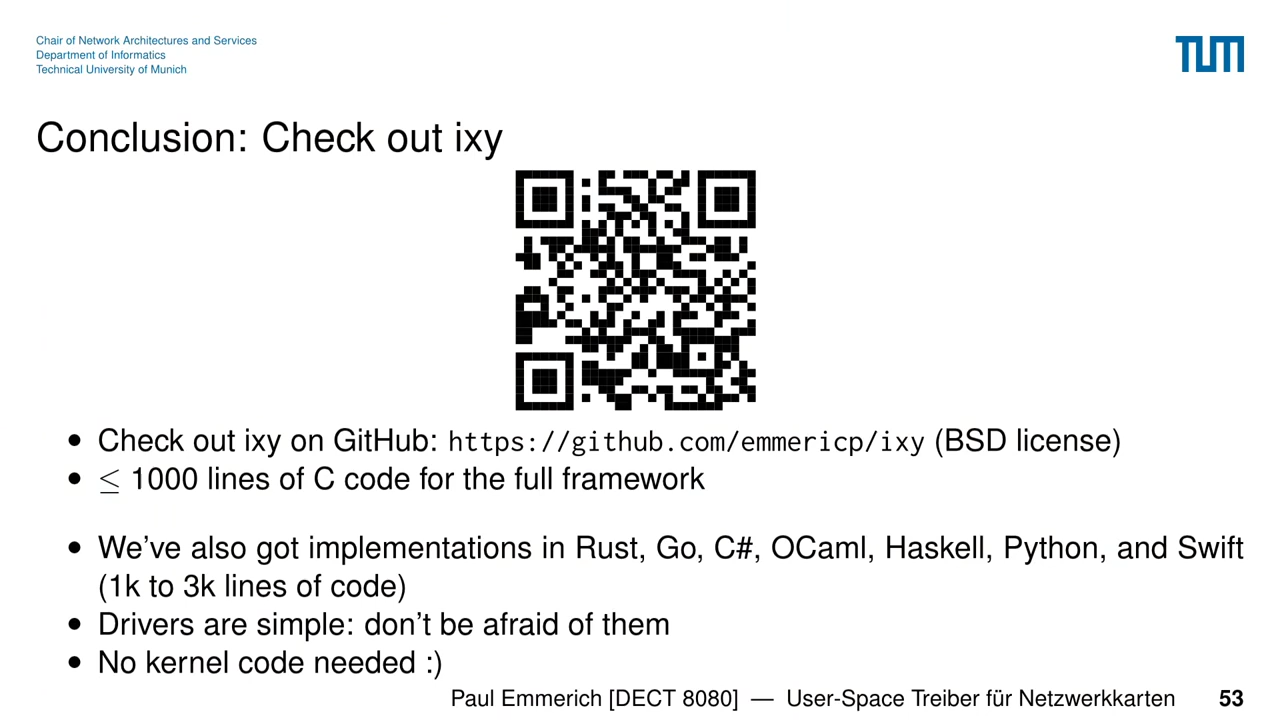 Chair of Network Architectures and Services
Department of Informatics
Technical University of Munich
TUM
Conclusion: Check out ixy
• Check out ixy on GitHub: https://github.com/emmericp/ixy (BSD license)
• ≤ 1000 lines of C code for the full framework
• We've also got implementations in Rust, Go, C#, OCaml, Haskell, Python, and Swift
(1k to 3k lines of code)
• Drivers are simple: don't be afraid of them
• No kernel code needed :)
Paul Emmerich [DECT 8080] — User-Space Treiber für Netzwerkkarten 53